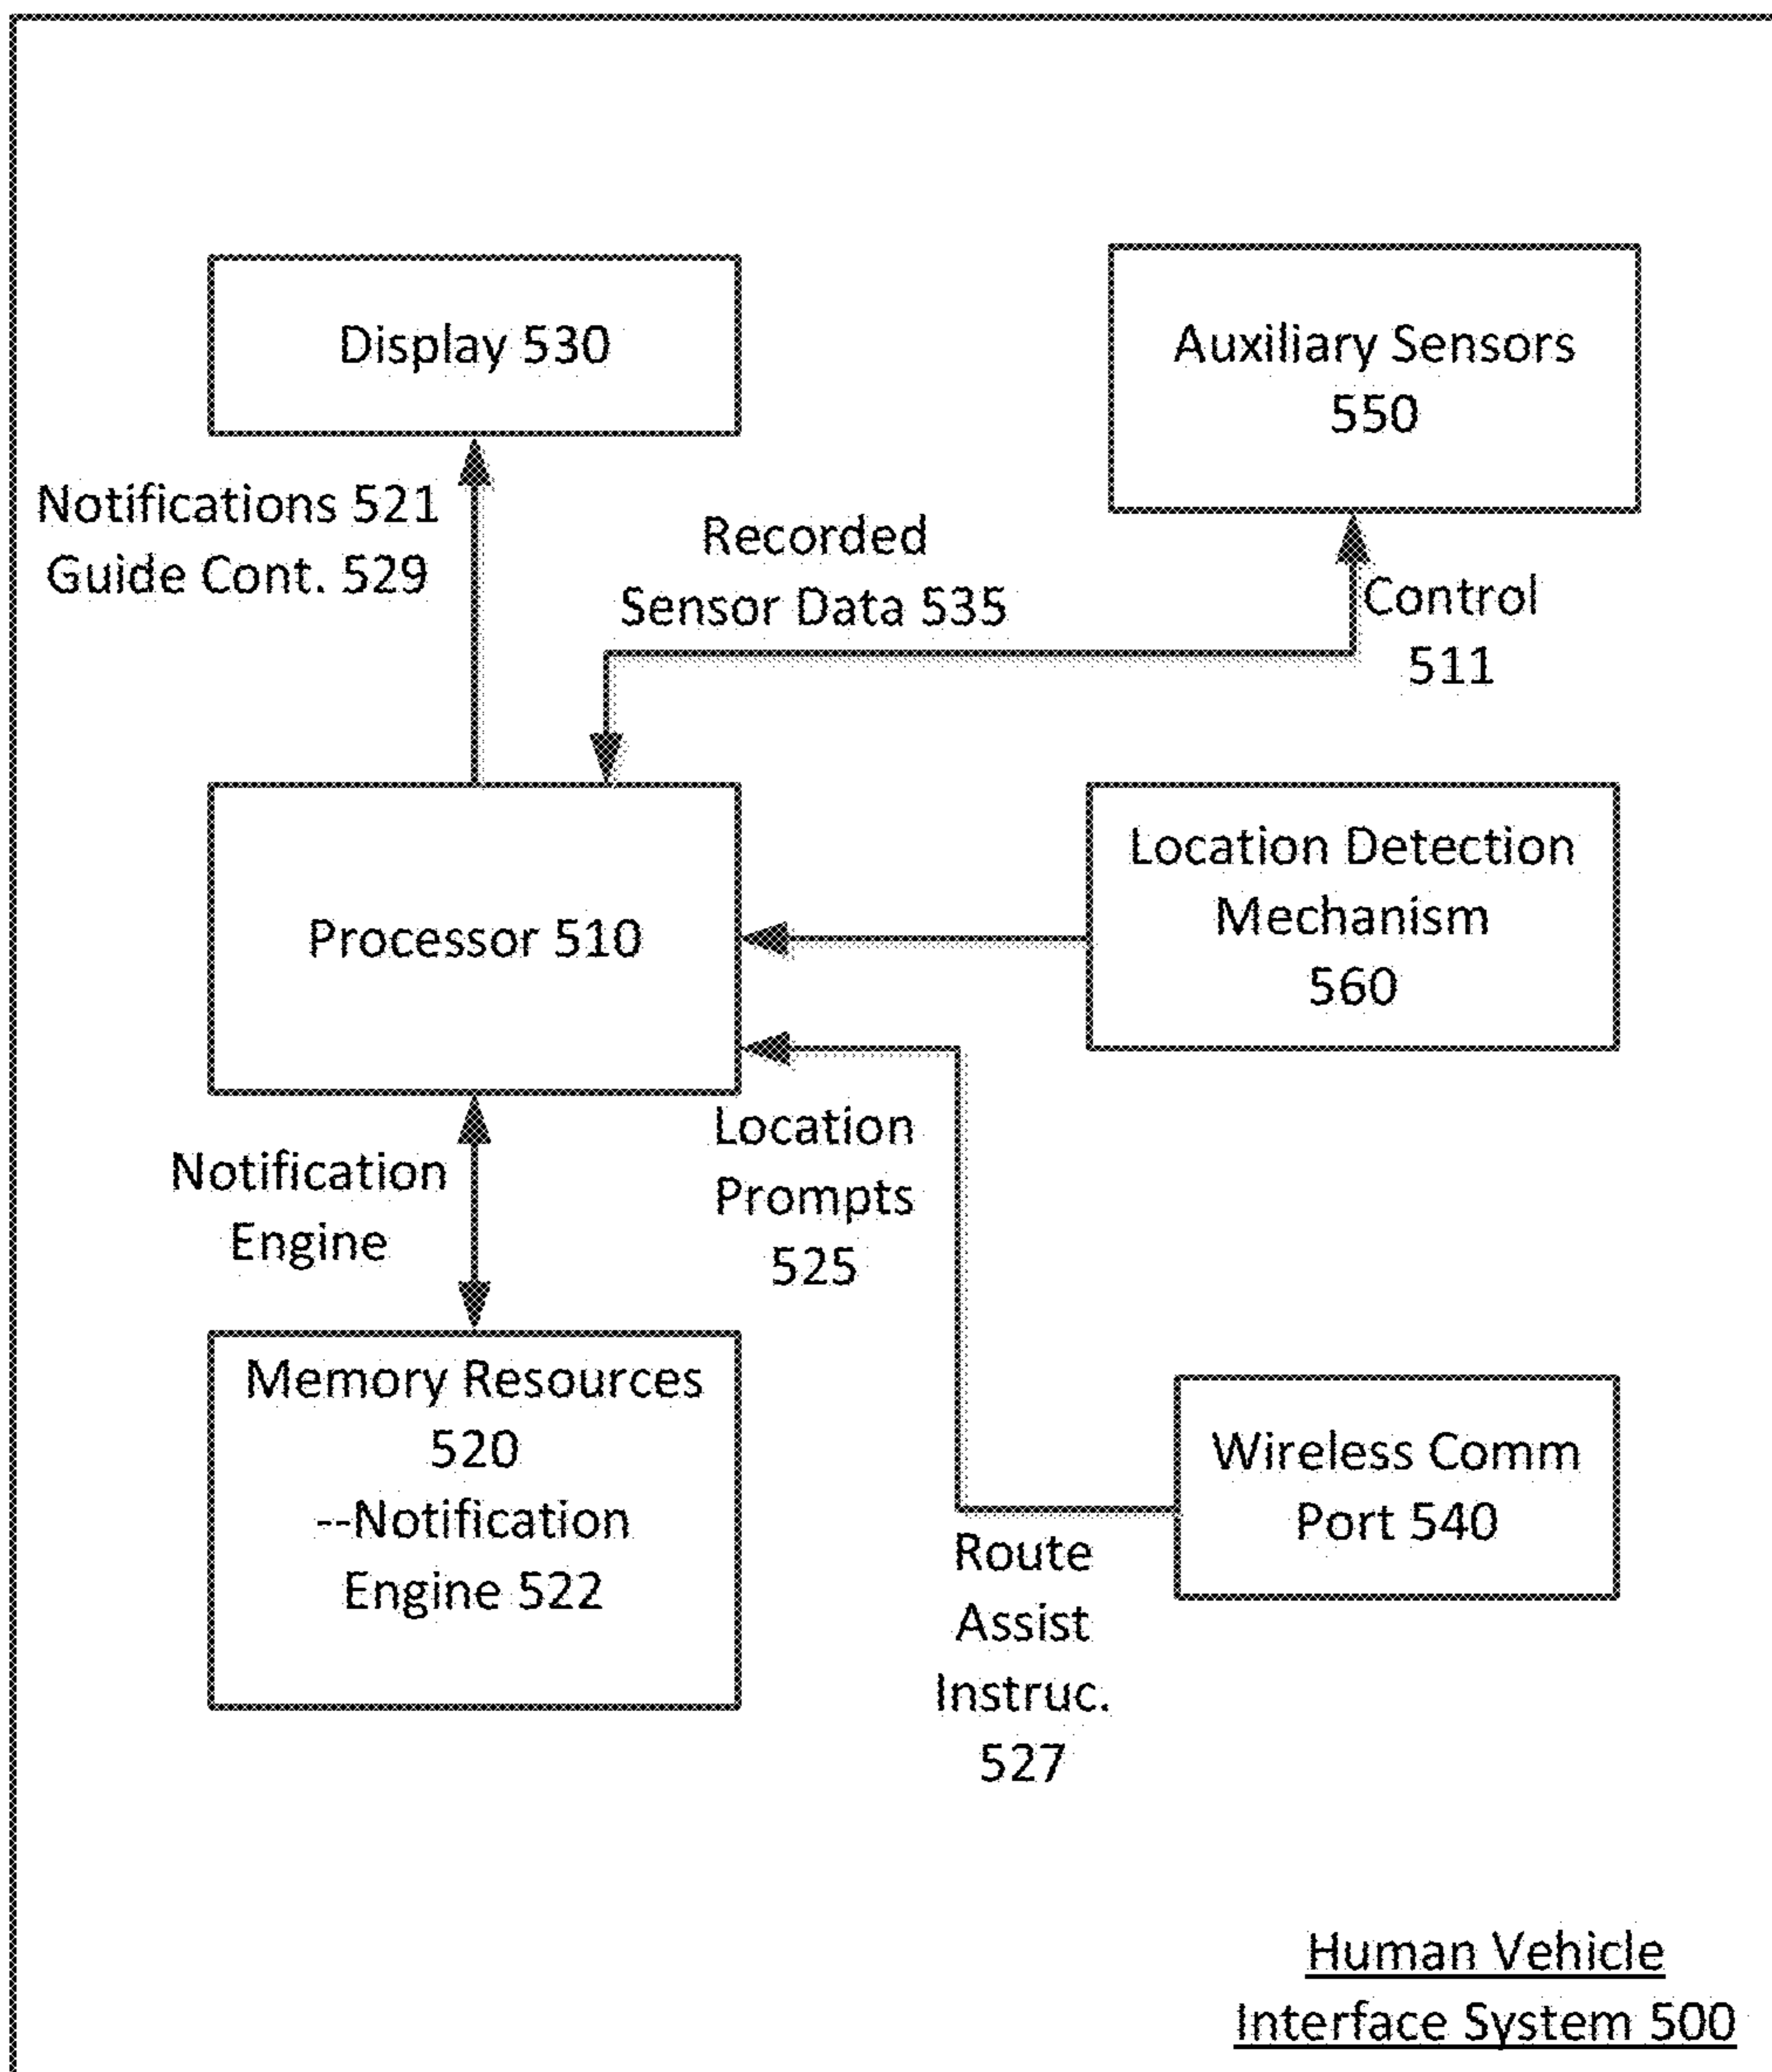 Display 530
Auxiliary Sensors
550
Notifications 521
Guide Cont. 529
Recorded
Sensor Data 535
Control
511
Processor 510
Location Detection
Mechanism
560
Notification
Engine
Location
Prompts
525
Memory Resources
520
--Notification
Engine 522
Wireless Comm
Port 540
Route
Assist
Instruc.
527
Human Vehicle
Interface System 500